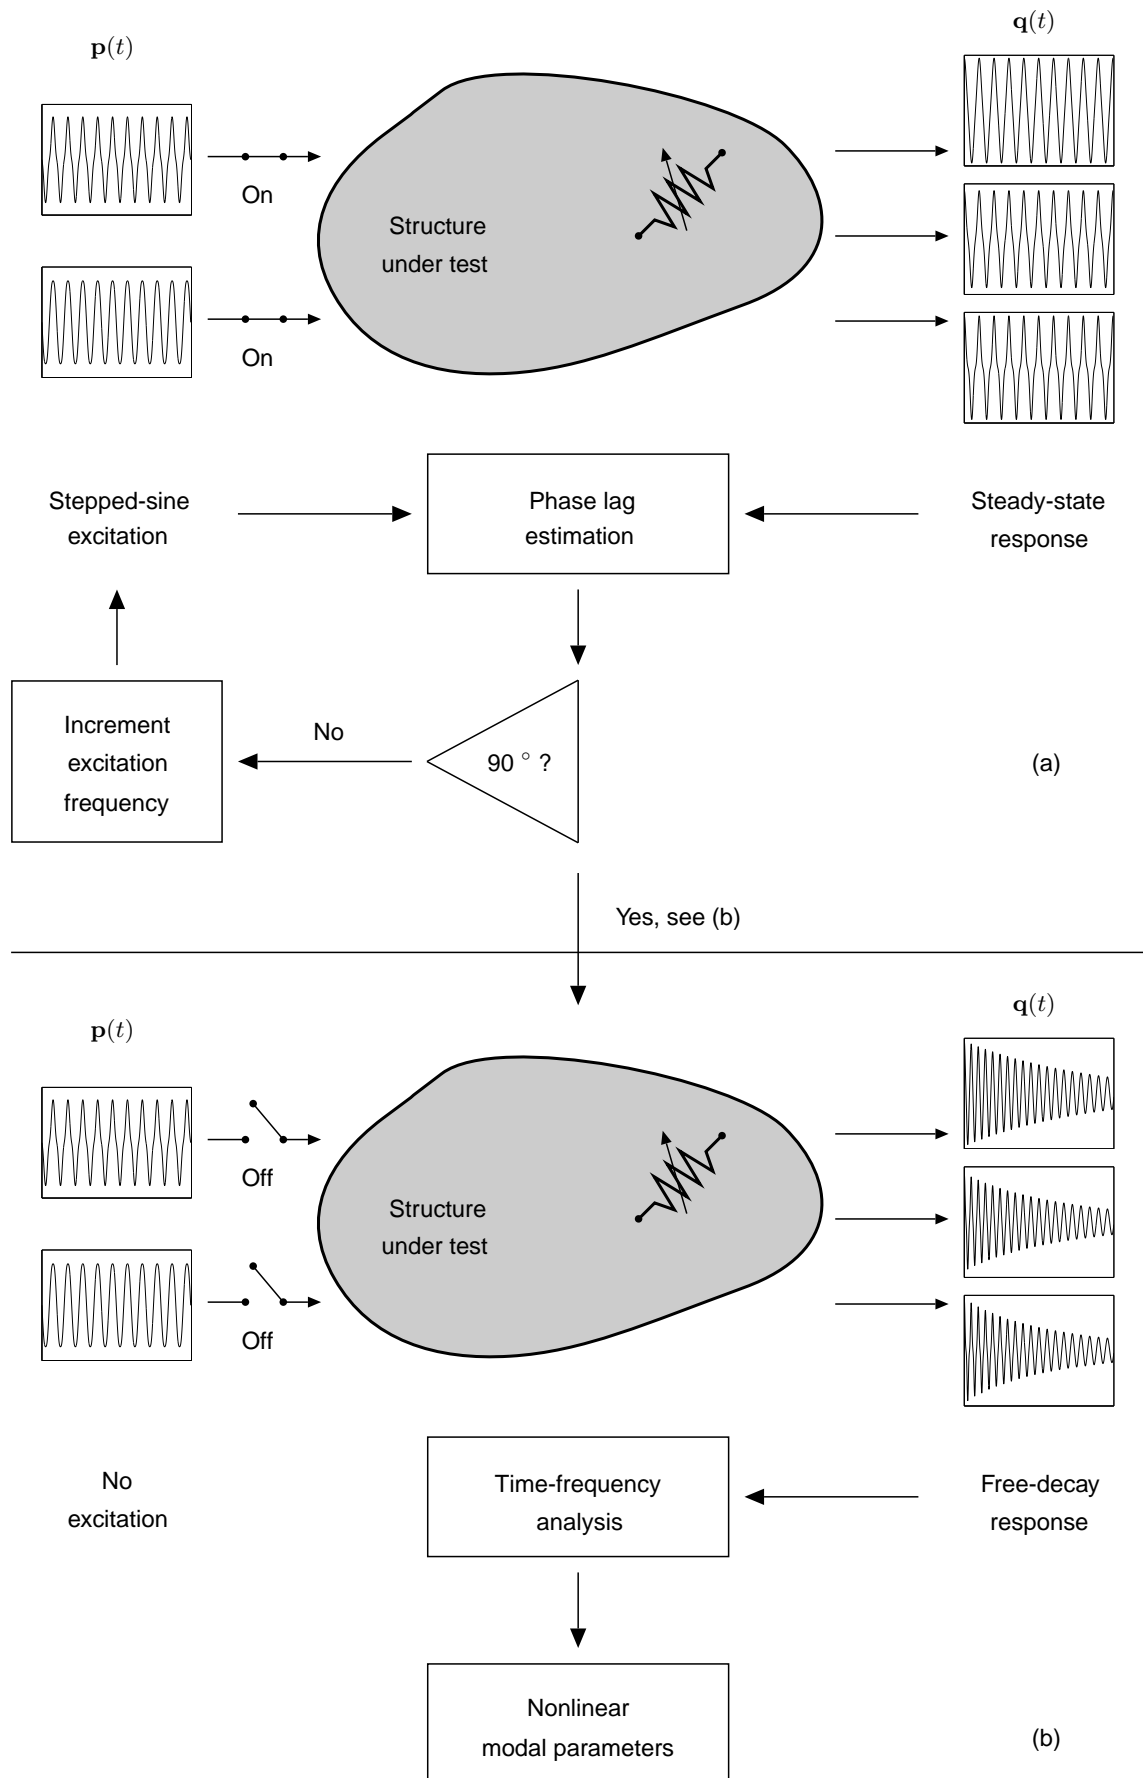 p(t)
q(t)
On
Structure
under test
On
Stepped-sine
excitation
Phase lag
estimation
Steady-state
response
Increment
excitation
frequency
No
90 ° ?
(a)
Yes, see (b)
p(t)
q(t)
Off
Structure
under test
Off
No
excitation
Time-frequency
analysis
Free-decay
response
Nonlinear
modal parameters
(b)